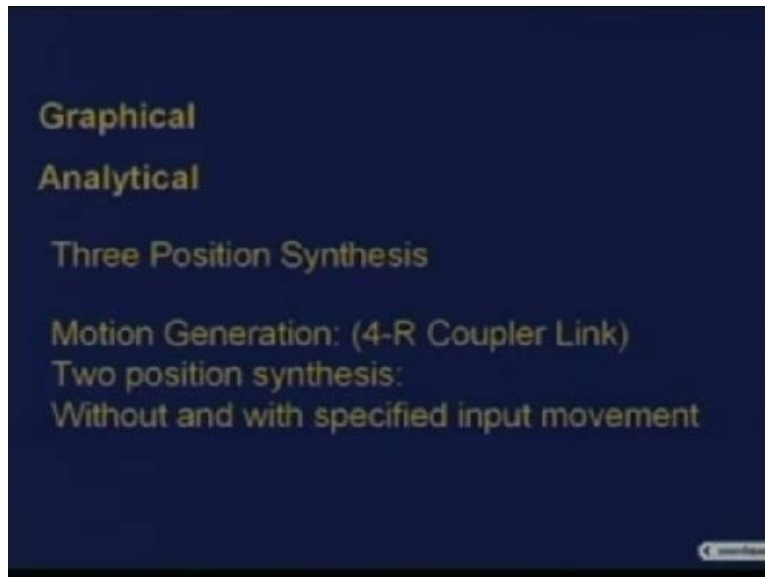 Graphical
Analytical
Three Position Synthesis
Motion Generation: (4-R Coupler Link)
Two position synthesis:
Without and with specified input movement